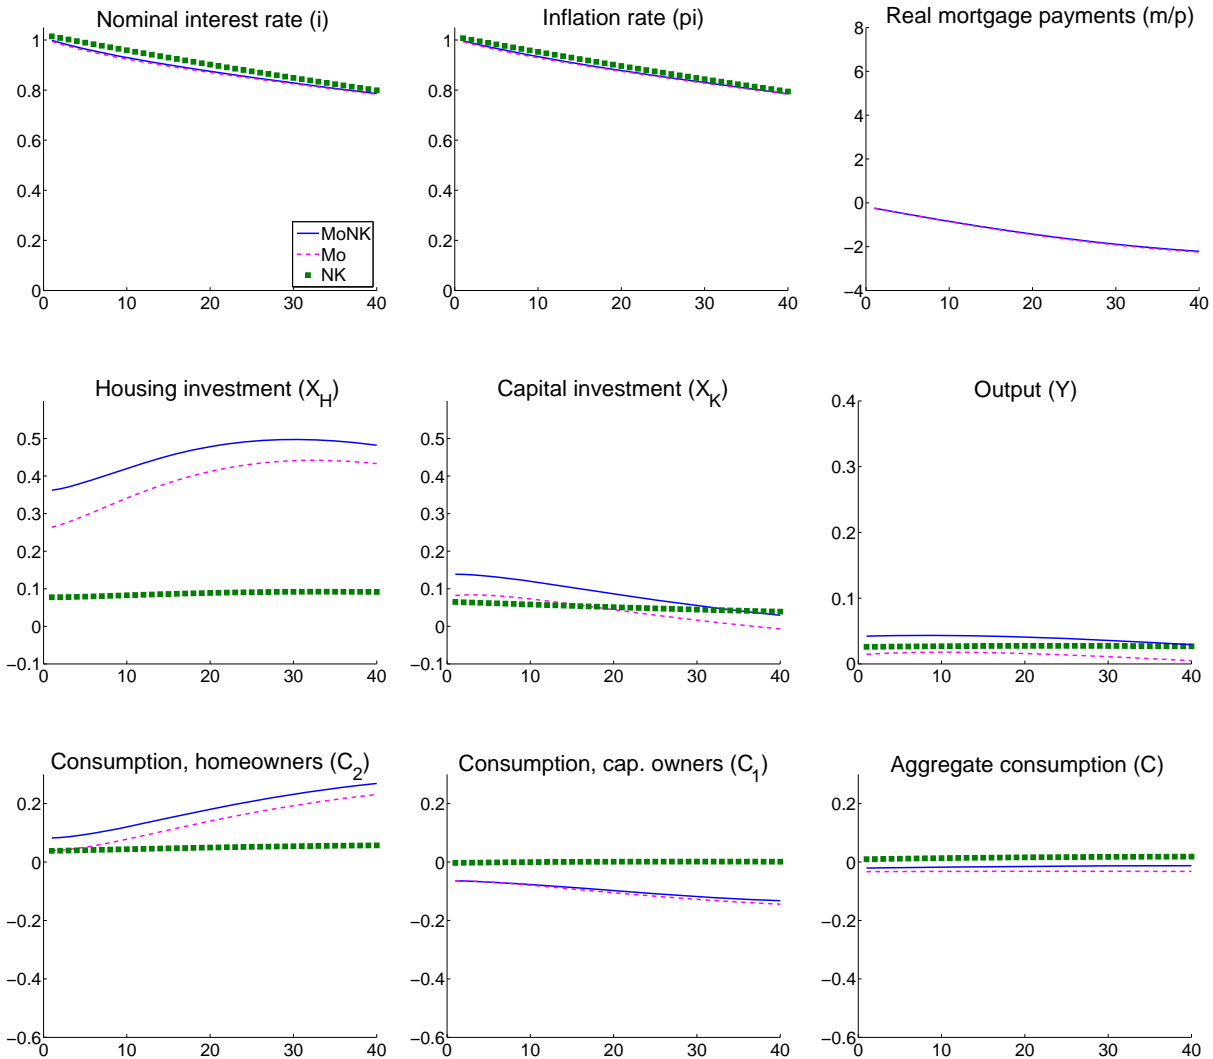 Nominal interest rate (i)
1
0.8
0.6
0.4
0.2
0
0 10 20 30 40
MoNK
Mo
NK
Inflation rate (pi)
1
0.8
0.6
0.4
0.2
0
0 10 20 30 40
Real mortgage payments (m/p)
8
6
4
2
0
−2
−4
0 10 20 30 40
Housing investment (X_H)
0.5
0.4
0.3
0.2
0.1
0
−0.1
0 10 20 30 40
Capital investment (X_K)
0.5
0.4
0.3
0.2
0.1
0
−0.1
0 10 20 30 40
Output (Y)
0.4
0.3
0.2
0.1
0
0 10 20 30 40
Consumption, homeowners (C_2)
0.2
0
−0.2
−0.4
−0.6
0 10 20 30 40
Consumption, cap. owners (C_1)
0.2
0
−0.2
−0.4
−0.6
0 10 20 30 40
Aggregate consumption (C)
0.2
0
−0.2
−0.4
−0.6
0 10 20 30 40